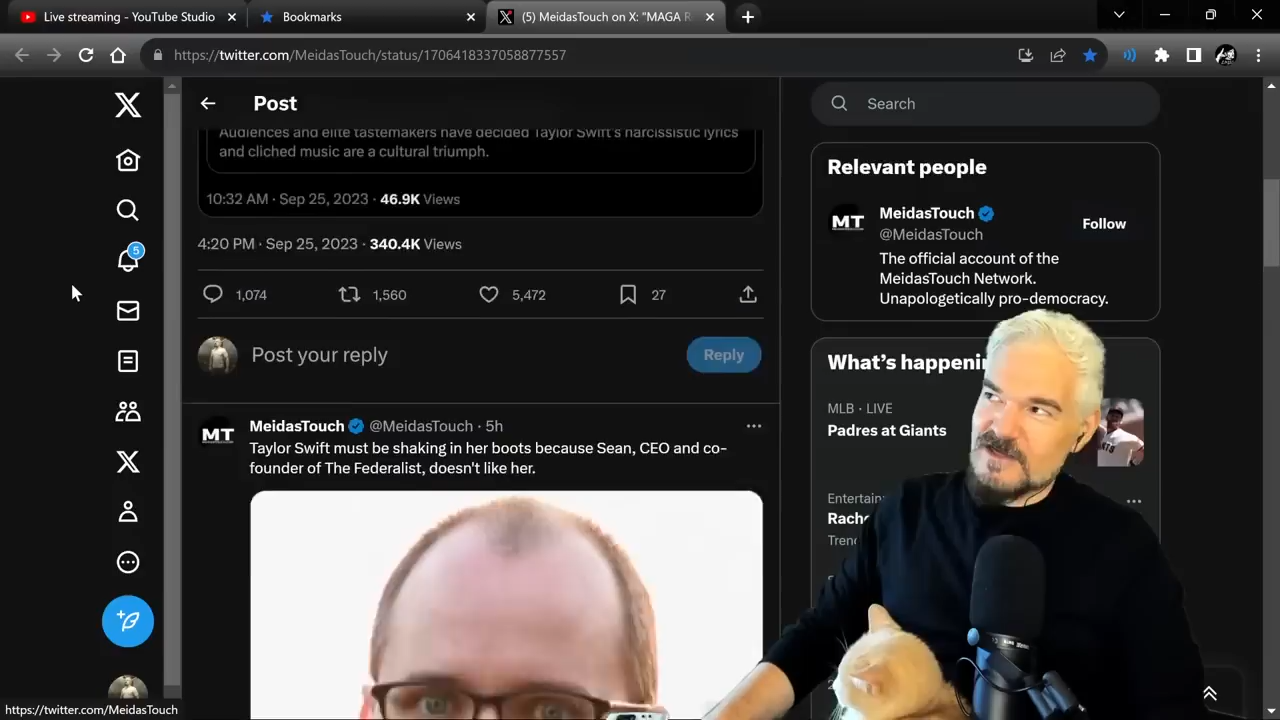 Live streaming - YouTube Studio
Bookmarks
(5) MeidasTouch on X: "MAGA R
https://twitter.com/MeidasTouch/status/1706418337058877557
Post
Search
Audiences and elite tastemakers have decided Taylor Swift's narcissistic lyrics
and cliched music are a cultural triumph.
10:32 AM · Sep 25, 2023 · 46.9K Views
4:20 PM · Sep 25, 2023 · 340.4K Views
1,074 1,560 5,472 27
Post your reply
Reply
MT MeidasTouch @MeidasTouch · 5h
Taylor Swift must be shaking in her boots because Sean, CEO and co-
founder of The Federalist, doesn't like her.
5
Relevant people
MT MeidasTouch
@MeidasTouch
Follow
The official account of the
MeidasTouch Network.
Unapologetically pro-democracy.
What's happenin
MLB · LIVE
Padres at Giants
Entertain
Rache
Trend
https://twitter.com/MeidasTouch